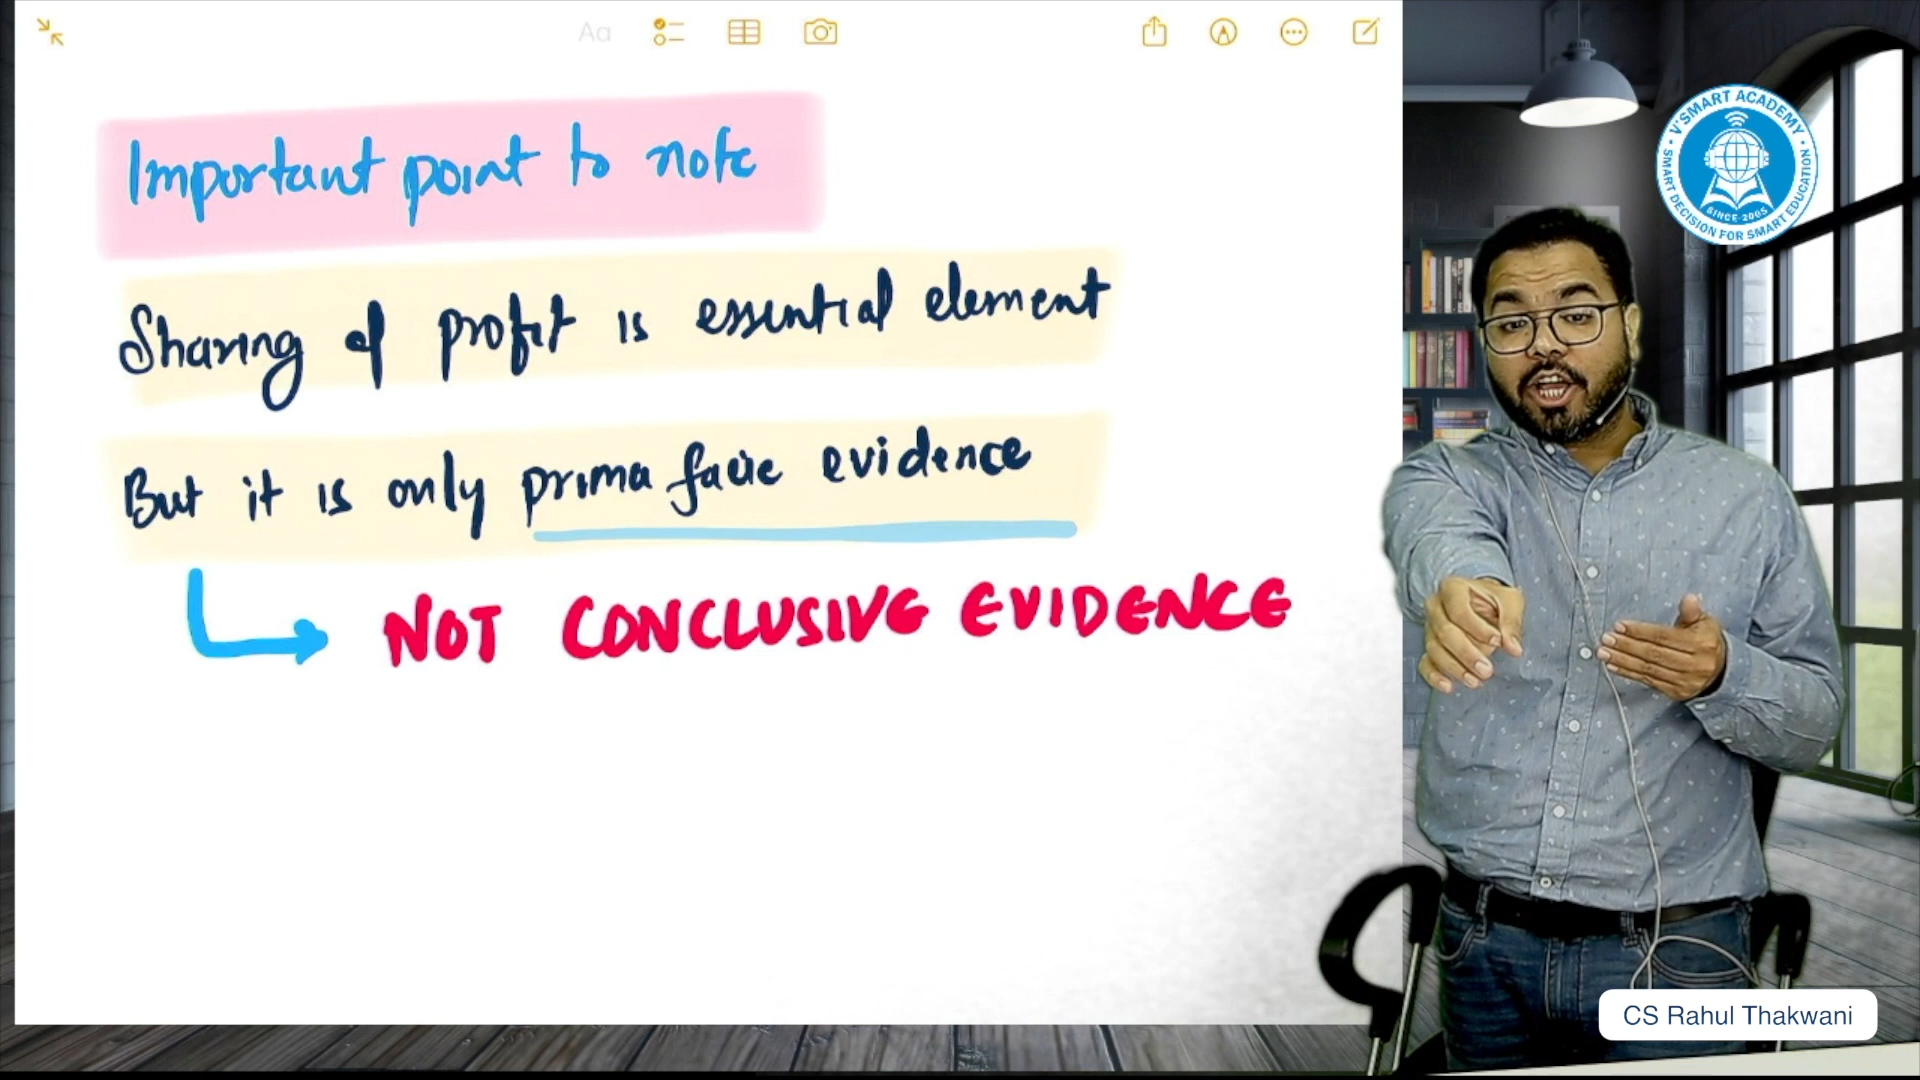 Aa
Important point to note
Sharing of profit is essential element
But it is only prima facie evidence
NOT CONCLUSIVE EVIDENCE
V'SMART ACADEMY
SINCE-2005
SMART DECISION FOR SMART EDUCATION
CS Rahul Thakwani